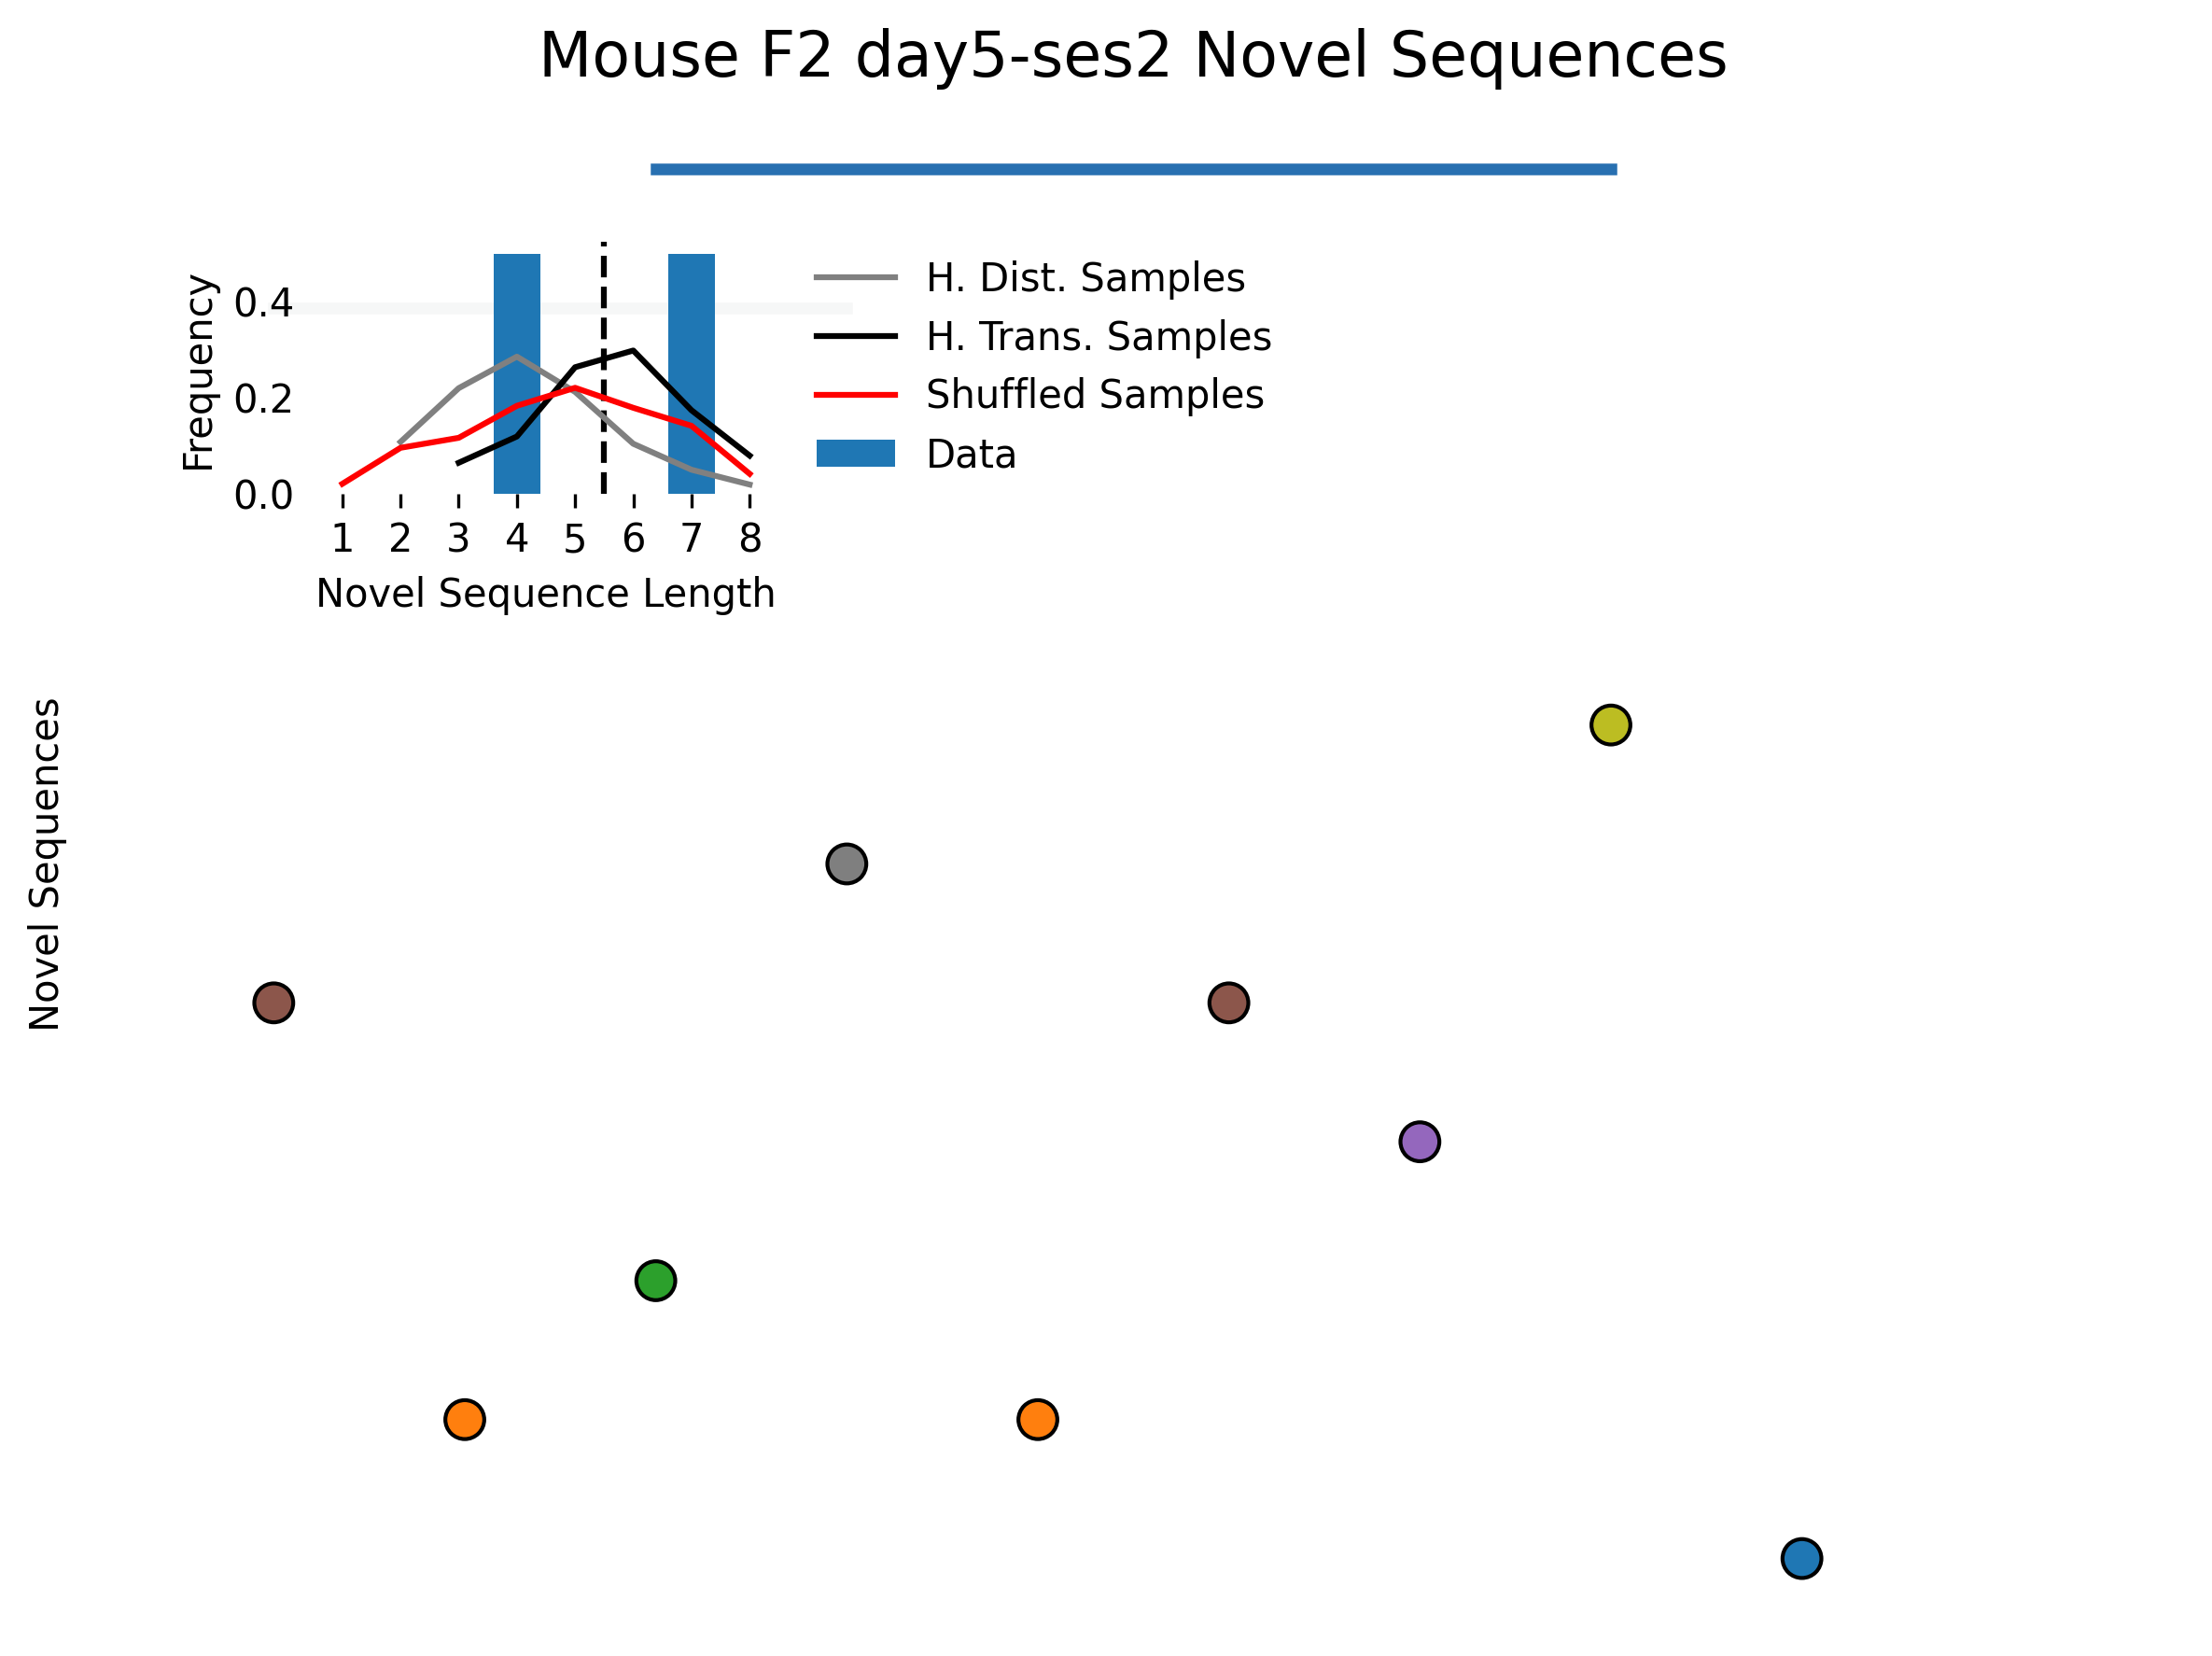 Mouse F2 day5-ses2 Novel Sequences
Frequency
0.4
0.2
0.0
1 2 3 4 5 6 7 8
Novel Sequence Length
H. Dist. Samples
H. Trans. Samples
Shuffled Samples
Data
Novel Sequences